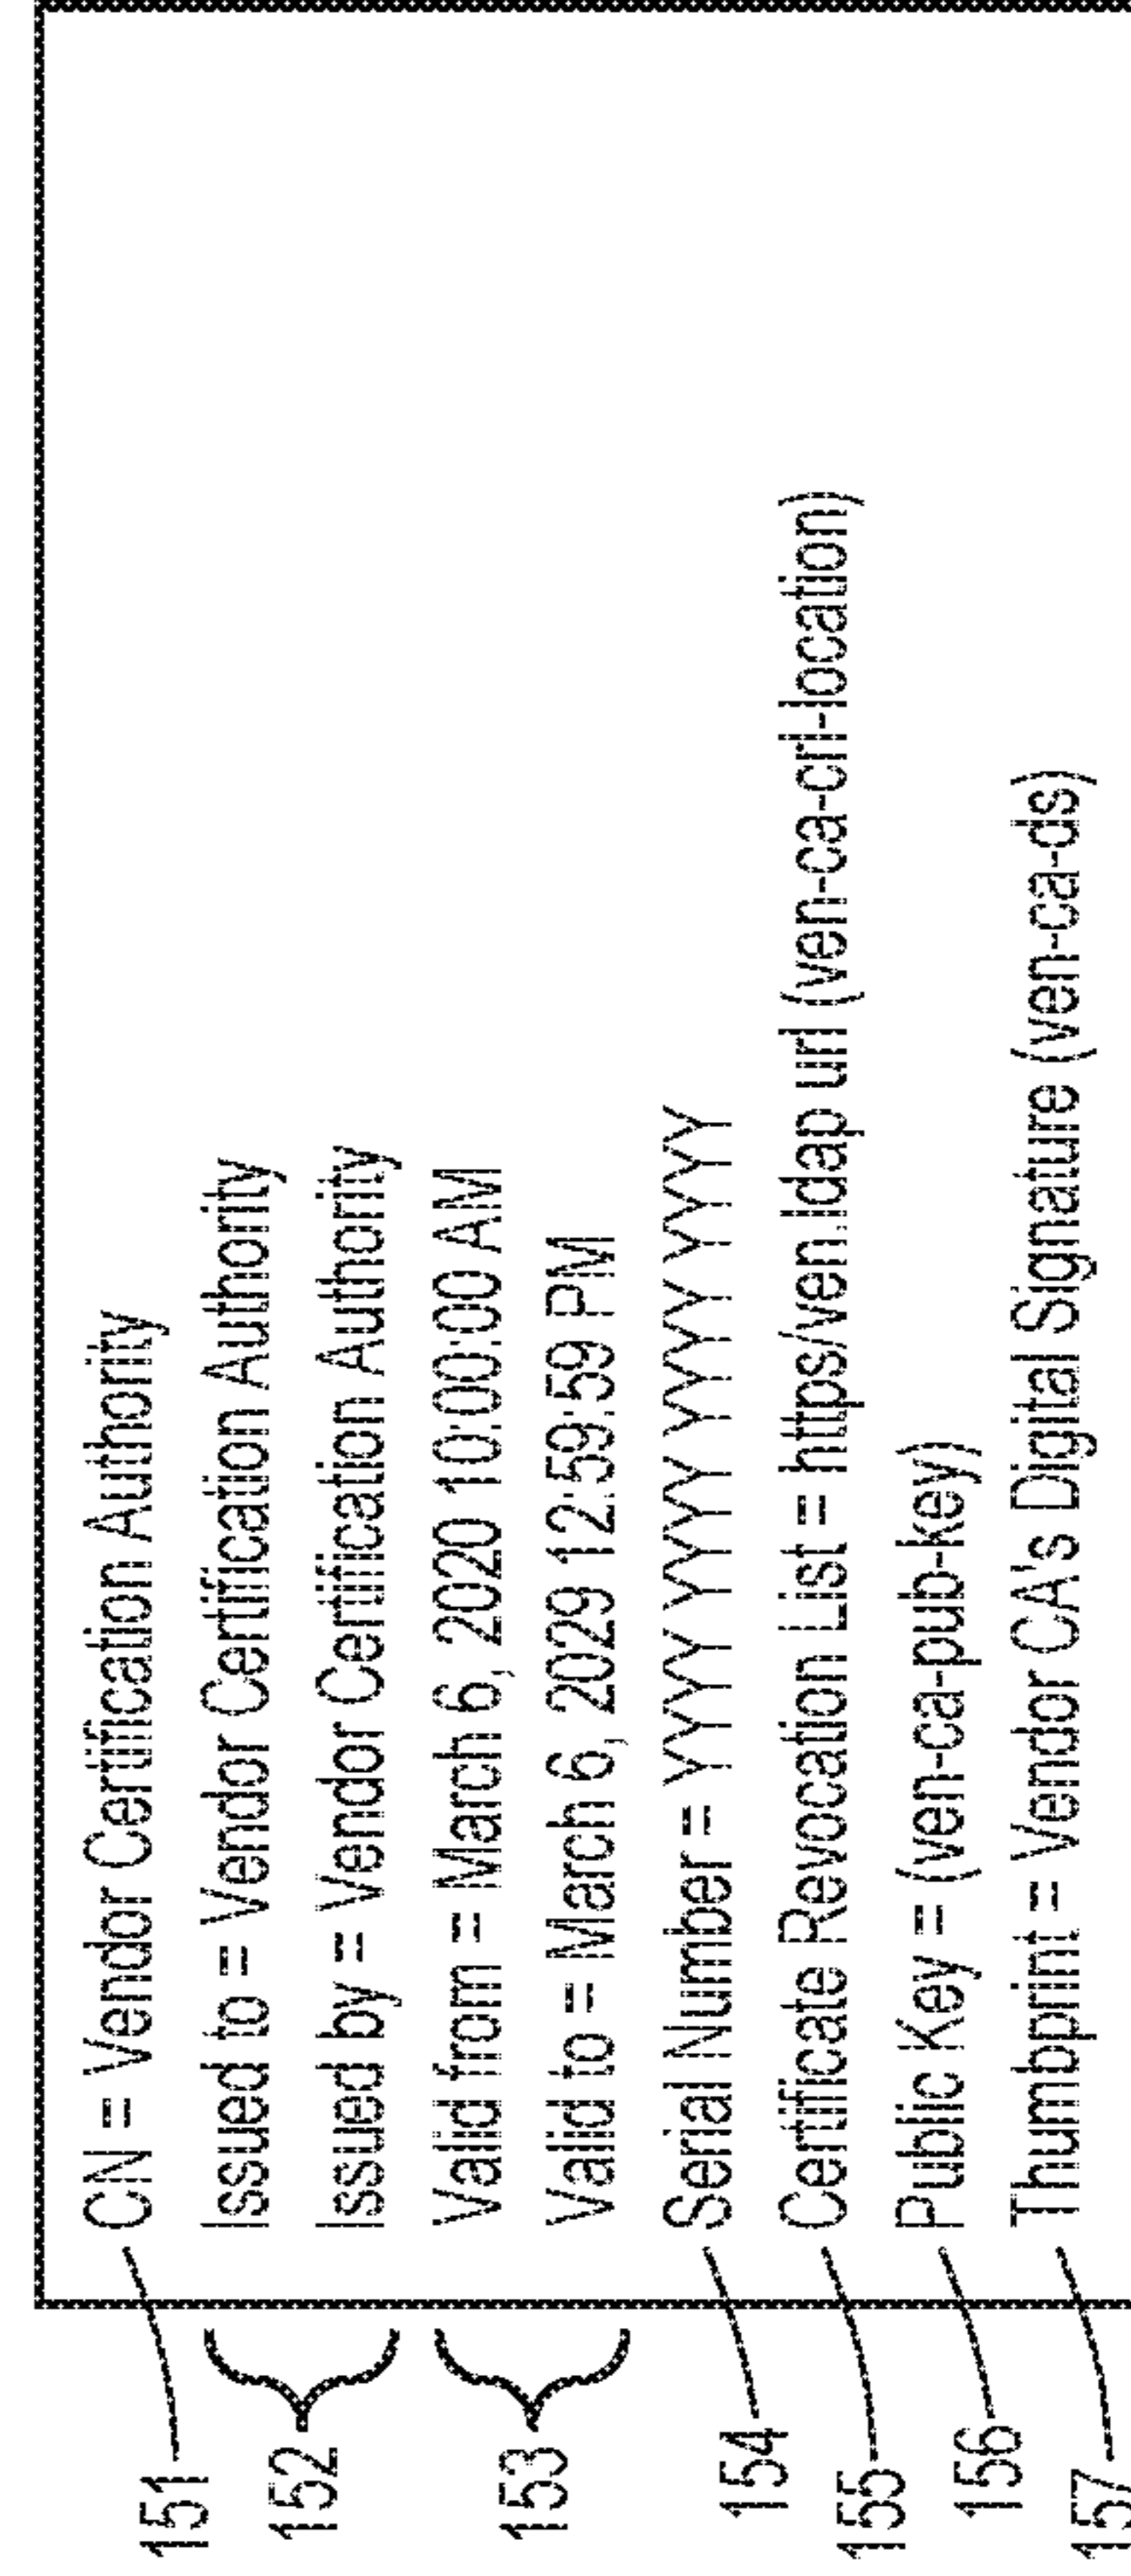 151 CN = Vendor Certification Authority
152 Issued to = Vendor Certification Authority
Issued by = Vendor Certification Authority
153 Valid from = March 6, 2020 10:00:00 AM
Valid to = March 6, 2029 12:59:59 PM
154 Serial Number = YYYY YYYY YYYY YYYY YYYY
155 Certificate Revocation List = https/ven.ldap url (ven-ca-crl-location)
156 Public Key = (ven-ca-pub-key)
157 Thumbprint = Vendor CA's Digital Signature (ven-ca-ds)